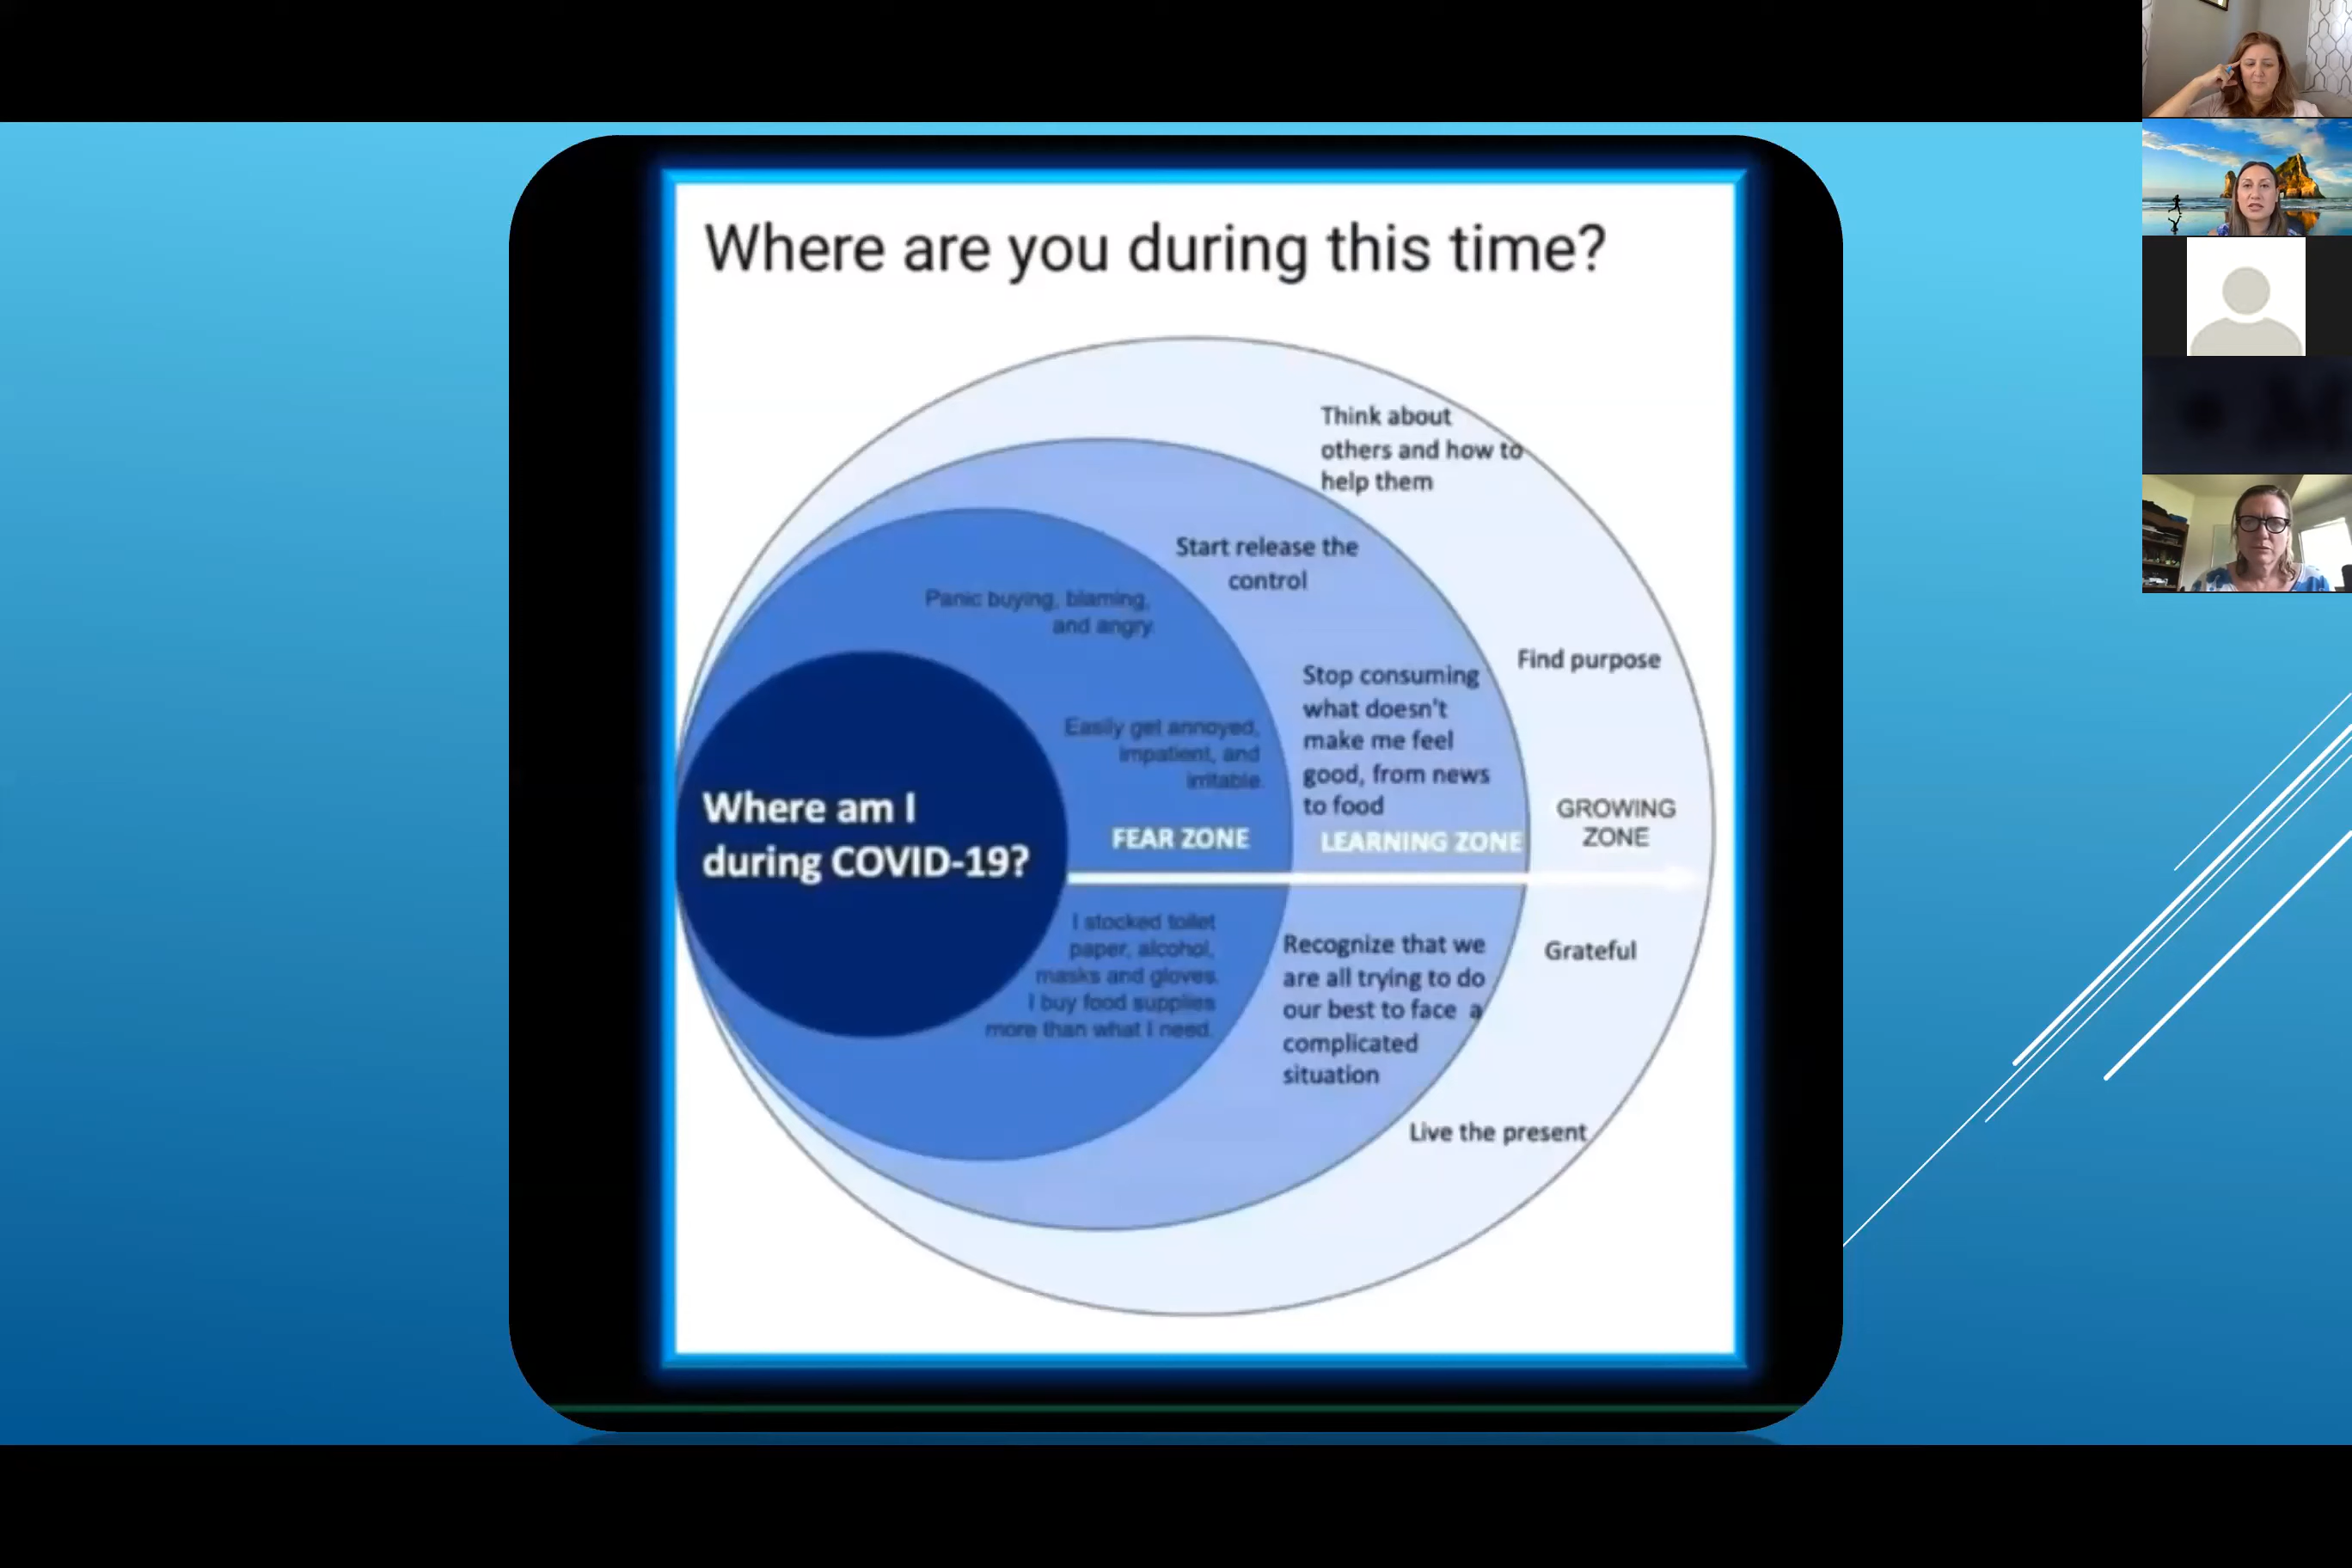 Where are you during this time?
Think about
others and how to
help them
Start release the
control
Panic buying, blaming,
and angry.
Find purpose
Stop consuming
what doesn't
make me feel
good, from news
to food
Easily get annoyed,
impatient, and
irritable.
Where am I
during COVID-19?
FEAR ZONE
LEARNING ZONE
GROWING
ZONE
I stocked toilet
paper, alcohol,
masks and gloves.
I buy food supplies
more than what I need.
Recognize that we
are all trying to do
our best to face a
complicated
situation
Grateful
Live the present